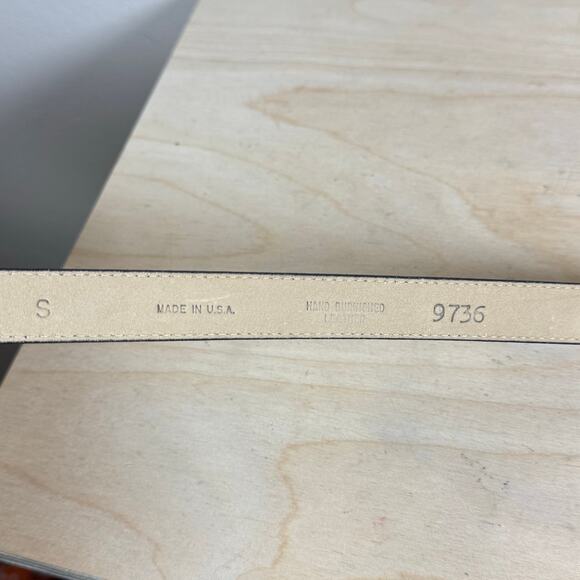 S
MADE IN U.S.A.
HAND BURNISHED
LEATHER
9736